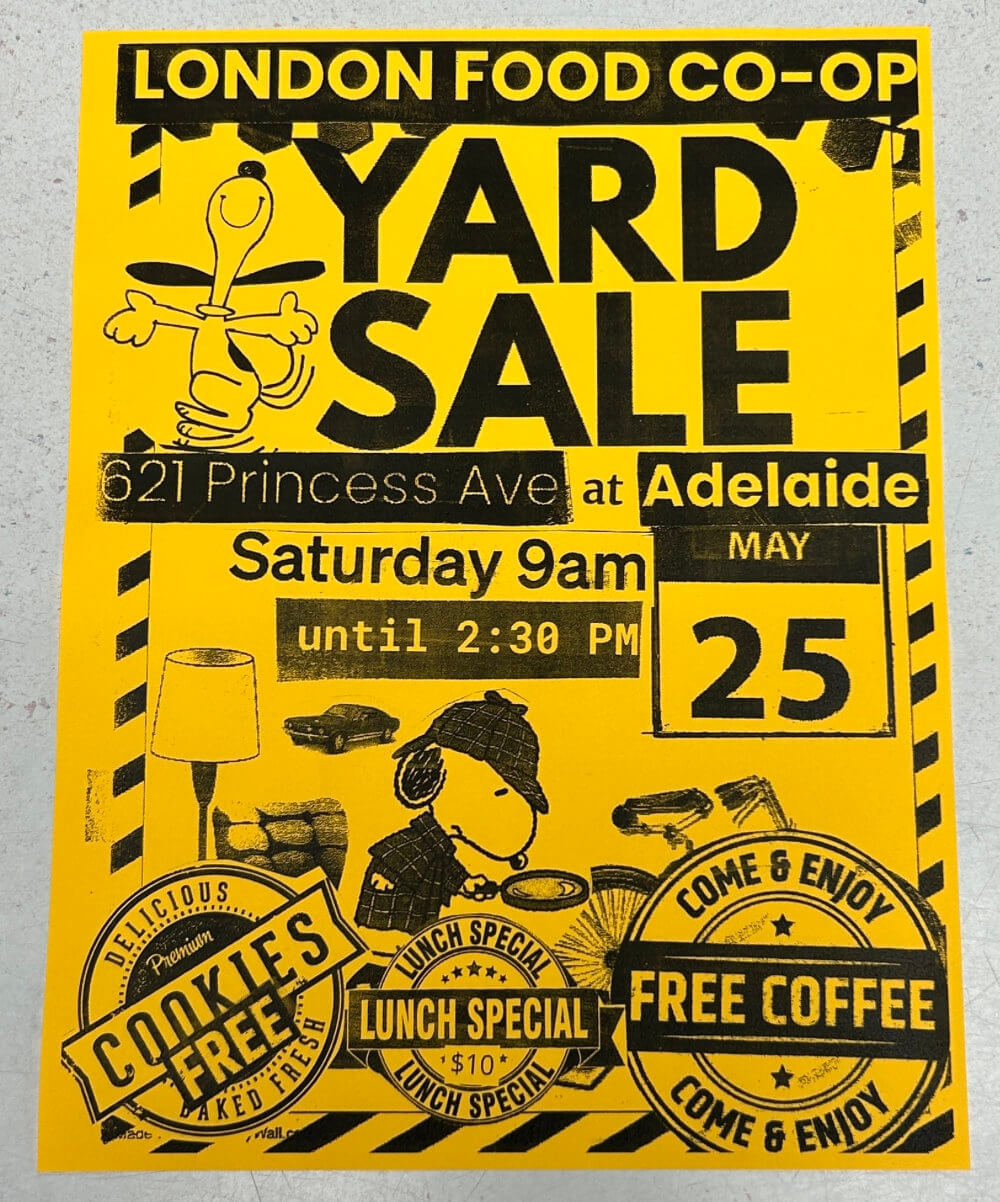 LONDON FOOD CO-OP
YARD
SALE
621 Princess Ave at Adelaide
Saturday 9am
until 2:30 PM
MAY
25
DELICIOUS
Premium
COOKIES
FREE
BAKED FRESH
LUNCH SPECIAL
LUNCH SPECIAL
$10
LUNCH SPECIAL
COME & ENJOY
FREE COFFEE
COME & ENJOY